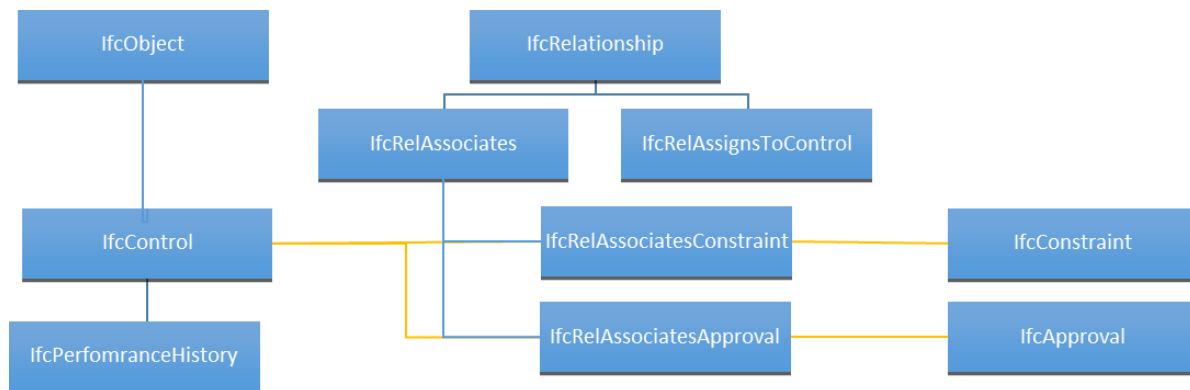 IfcObject
IfcRelationship
IfcRelAssociates
IfcRelAssignsToControl
IfcControl
IfcRelAssociatesConstraint
IfcConstraint
IfcPerfomranceHistory
IfcRelAssociatesApproval
IfcApproval